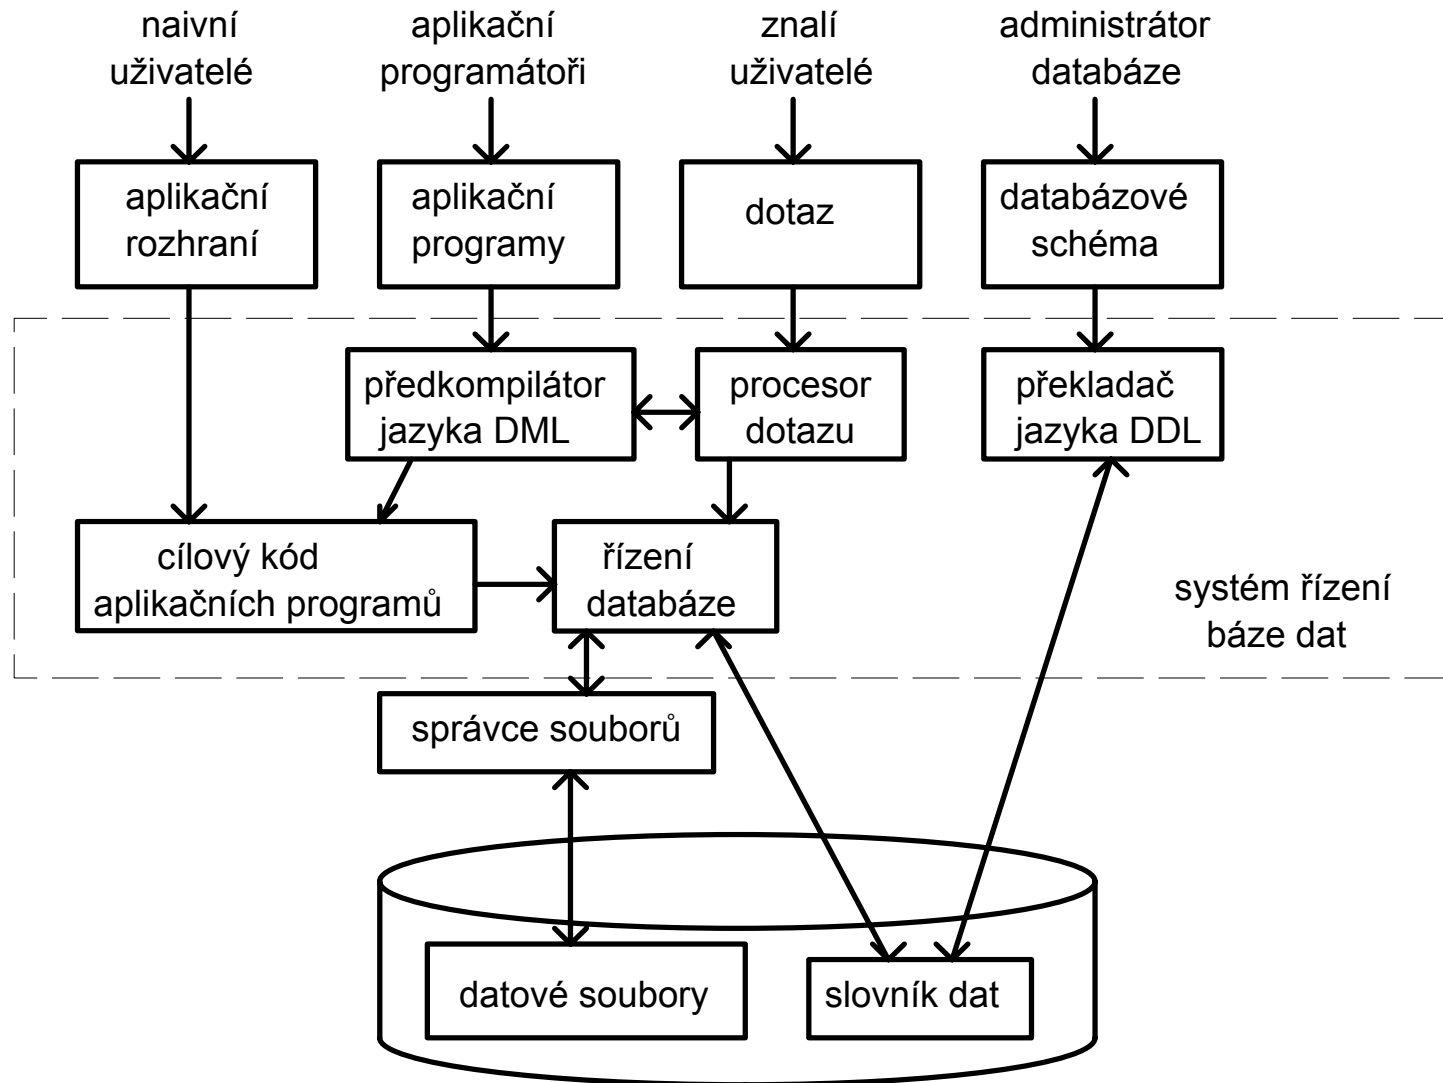 naivní
uživatelé
aplikační
programátoři
znalí
uživatelé
administrátor
databáze
aplikační
rozhraní
aplikační
programy
dotaz
databázové
schéma
předkompilátor
jazyka DML
procesor
dotazu
překladač
jazyka DDL
cílový kód
aplikačních programů
řízení
databáze
systém řízení
báze dat
správce souborů
datové soubory
slovník dat